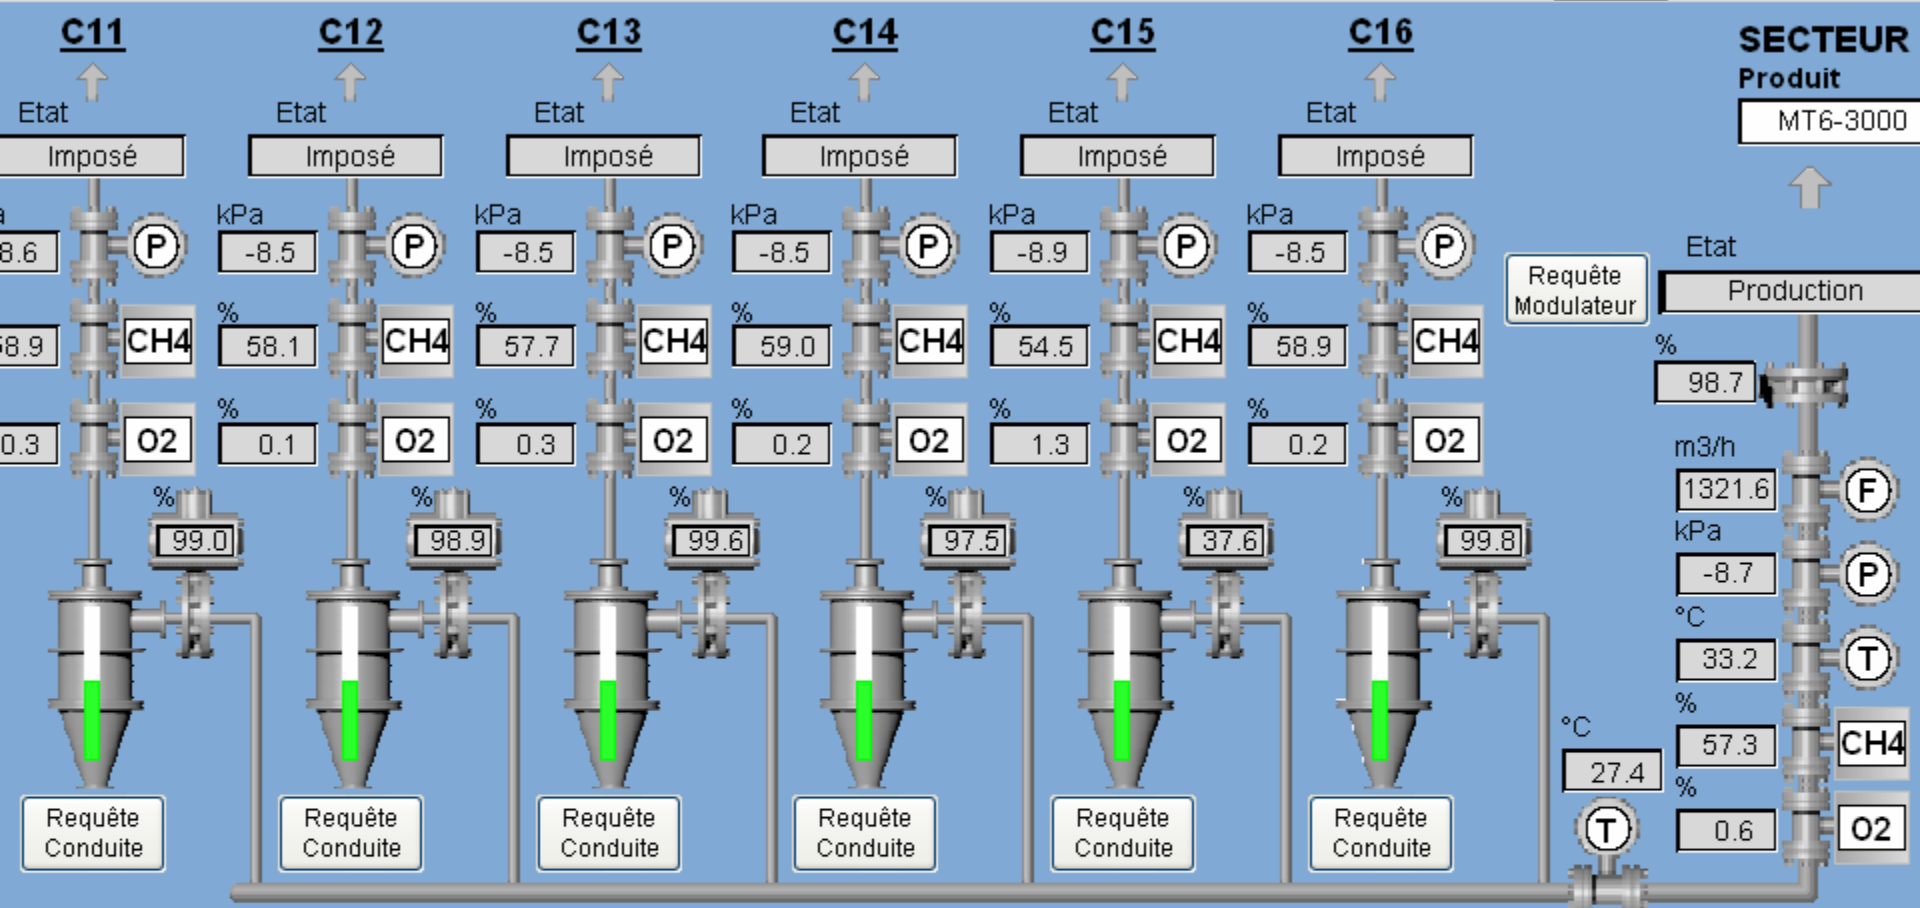 C11 C12 C13 C14 C15 C16 SECTEUR
Produit
MT6-3000
Etat Etat Etat Etat Etat Etat
Imposé Imposé Imposé Imposé Imposé Imposé
kPa kPa kPa kPa kPa
8.6 P -8.5 P -8.5 P -8.5 P -8.9 P -8.5 P
Etat
Requête
Modulateur
Production
% % % % %
8.9 CH4 58.1 CH4 57.7 CH4 59.0 CH4 54.5 CH4 58.9 CH4
%
98.7
% % % % %
0.3 O2 0.1 O2 0.3 O2 0.2 O2 1.3 O2 0.2 O2
m3/h
1321.6 F
% % % % % %
99.0 98.9 99.6 97.5 37.6 99.8
kPa
-8.7 P
°C
33.2 T
%
57.3 CH4
°C
27.4
T
%
0.6 O2
Requête Requête Requête Requête Requête Requête
Conduite Conduite Conduite Conduite Conduite Conduite